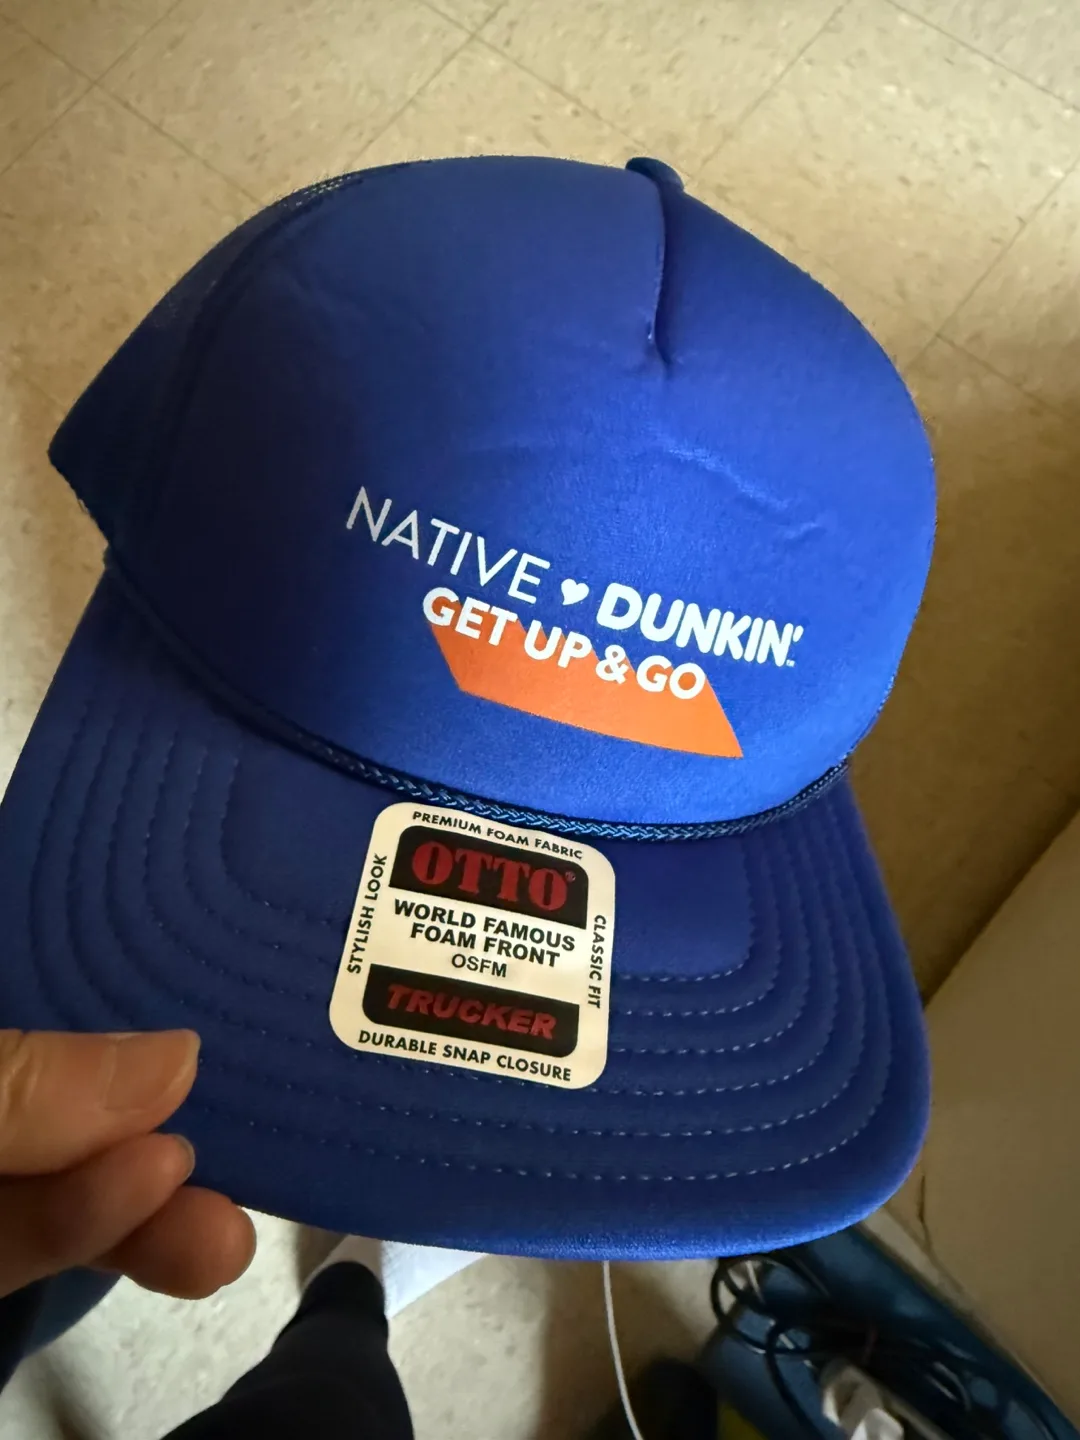 NATIVE ♥ DUNKIN'
GET UP & GO
PREMIUM FOAM FABRIC
STYLISH LOOK
OTTO®
WORLD FAMOUS
FOAM FRONT
OSFM
TRUCKER
CLASSIC FIT
DURABLE SNAP CLOSURE